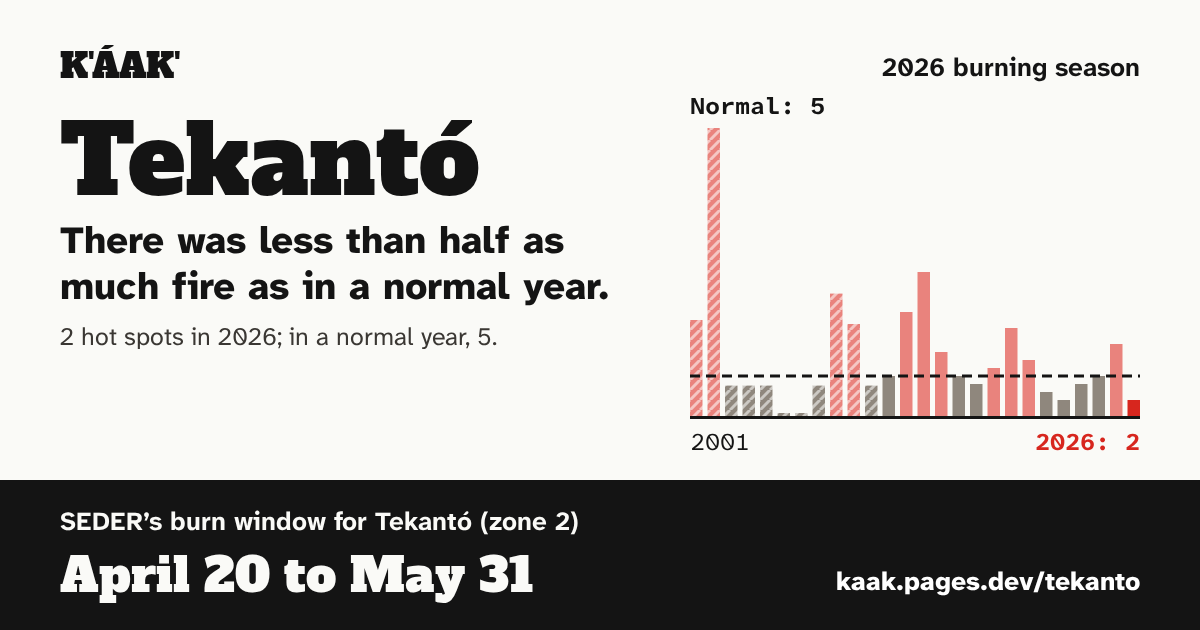 K'ÁAK'
2026 burning season
Tekantó
There was less than half as
much fire as in a normal year.
2 hot spots in 2026; in a normal year, 5.
Normal: 5
2001
2026: 2
SEDER’s burn window for Tekantó (zone 2)
April 20 to May 31
kaak.pages.dev/tekanto